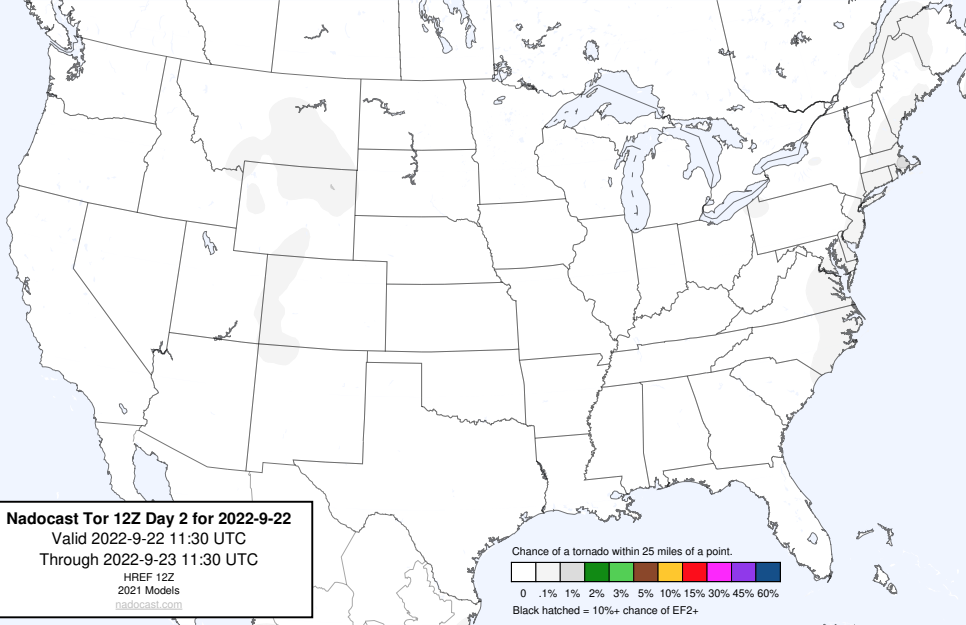 Nadocast Tor 12Z Day 2 for 2022-9-22
Valid 2022-9-22 11:30 UTC
Through 2022-9-23 11:30 UTC
HREF 12Z
2021 Models
nadocast.com
Chance of a tornado within 25 miles of a point.
0 .1% 1% 2% 3% 5% 10% 15% 30% 45% 60%
Black hatched = 10%+ chance of EF2+